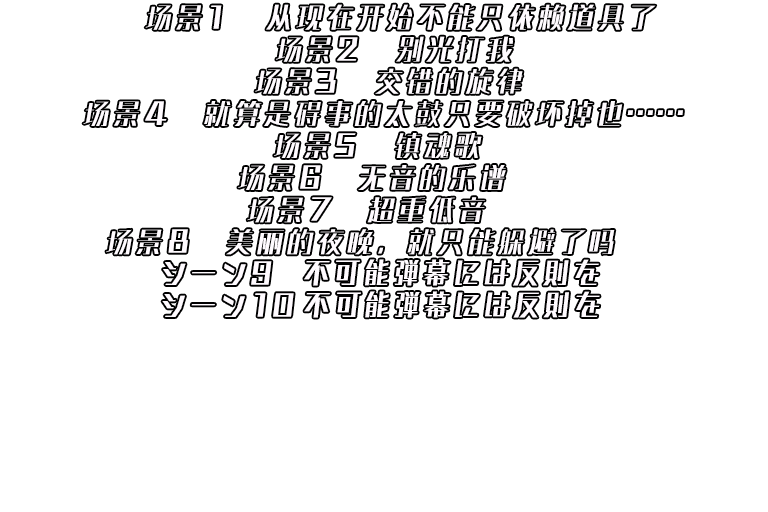 场景1 从现在开始不能只依赖道具了
场景2 别光打我
场景3 交错的旋律
场景4 就算是碍事的太鼓只要破坏掉也……
场景5 镇魂歌
场景6 无音的乐谱
场景7 超重低音
场景8 美丽的夜晚，就只能躲避了吗
シーン9 不可能弾幕には反則を
シーン10 不可能弾幕には反則を